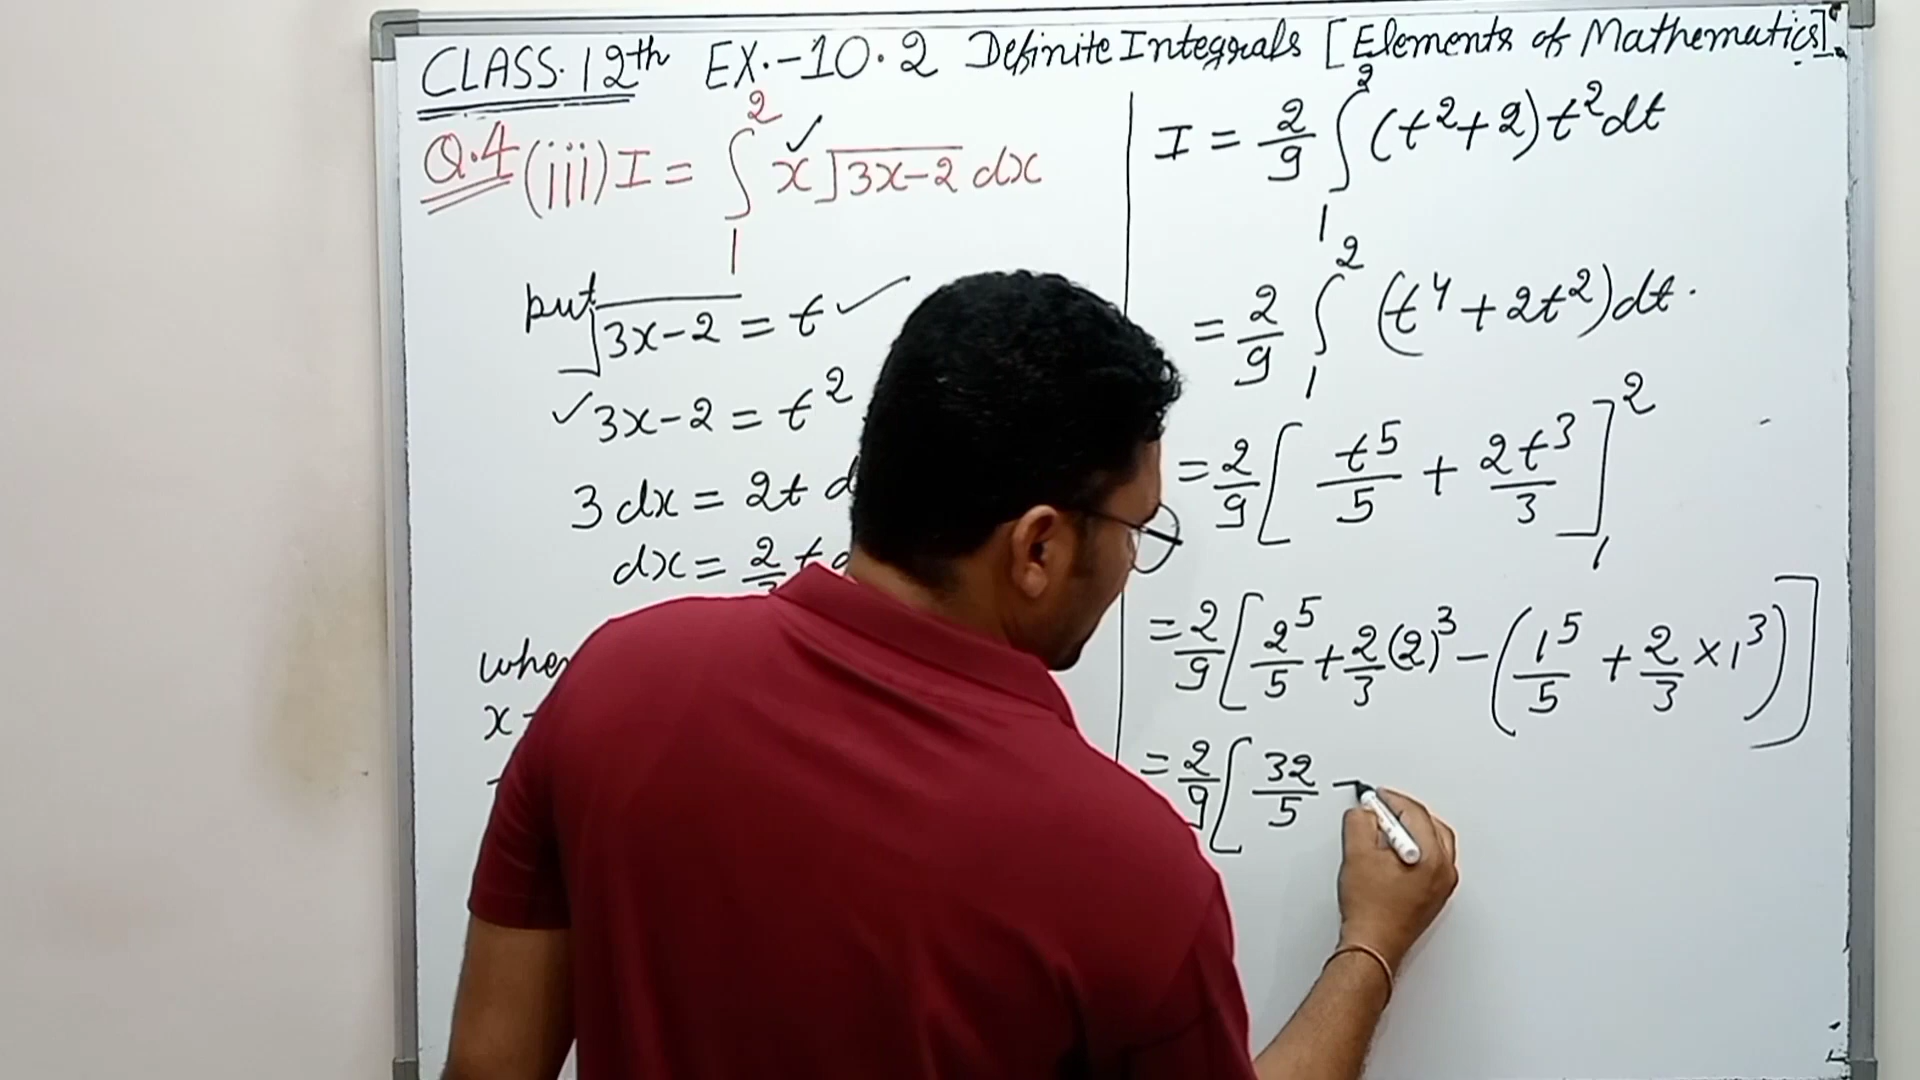 CLASS. 12th EX.-10.2 Definite Integrals [Elements of Mathematics]
Q.4 (iii) I = ∫₁² x√(3x-2) dx
put √(3x-2) = t
3x-2 = t²
3 dx = 2t
dx = 2/
x
I = 2/9 ∫₁² (t²+2) t² dt
= 2/9 ∫₁² (t⁴ + 2t²) dt.
= 2/9 [ t⁵/5 + 2t³/3 ]₁²
= 2/9 [ 2⁵/5 + 2/3 (2)³ - ( 1⁵/5 + 2/3 × 1³ ) ]
= 2/9 [ 32/5 -